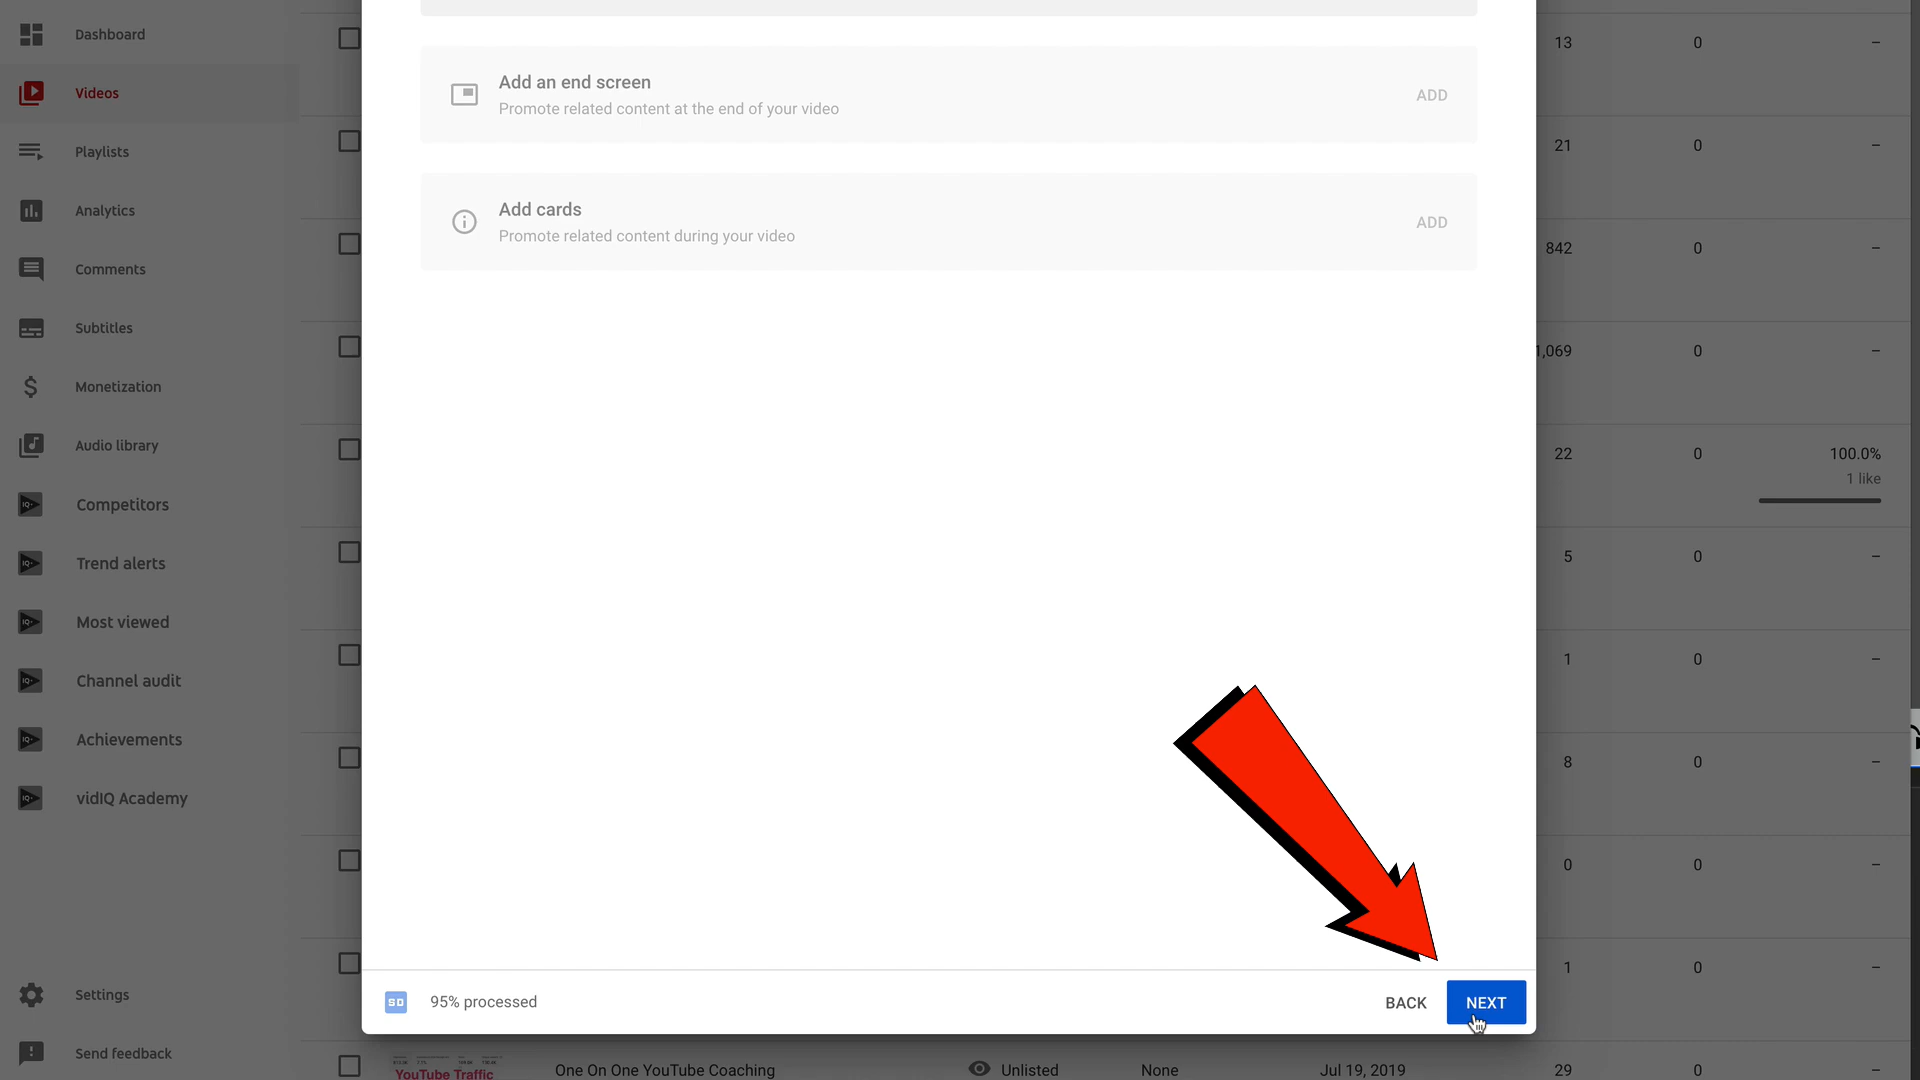 Dashboard
Videos
Playlists
Analytics
Comments
Subtitles
Monetization
Audio library
Competitors
Trend alerts
Most viewed
Channel audit
Achievements
vidIQ Academy
Settings
Send feedback
Add an end screen
Promote related content at the end of your video
ADD
Add cards
Promote related content during your video
ADD
SD 95% processed
BACK NEXT
13 0 –
21 0 –
842 0 –
1,069 0 –
22 0 100.0%
1 like
5 0 –
1 0 –
8 0 –
0 0 –
1 0 –
YouTube Traffic
One On One YouTube Coaching Unlisted None Jul 19, 2019 29 0 –